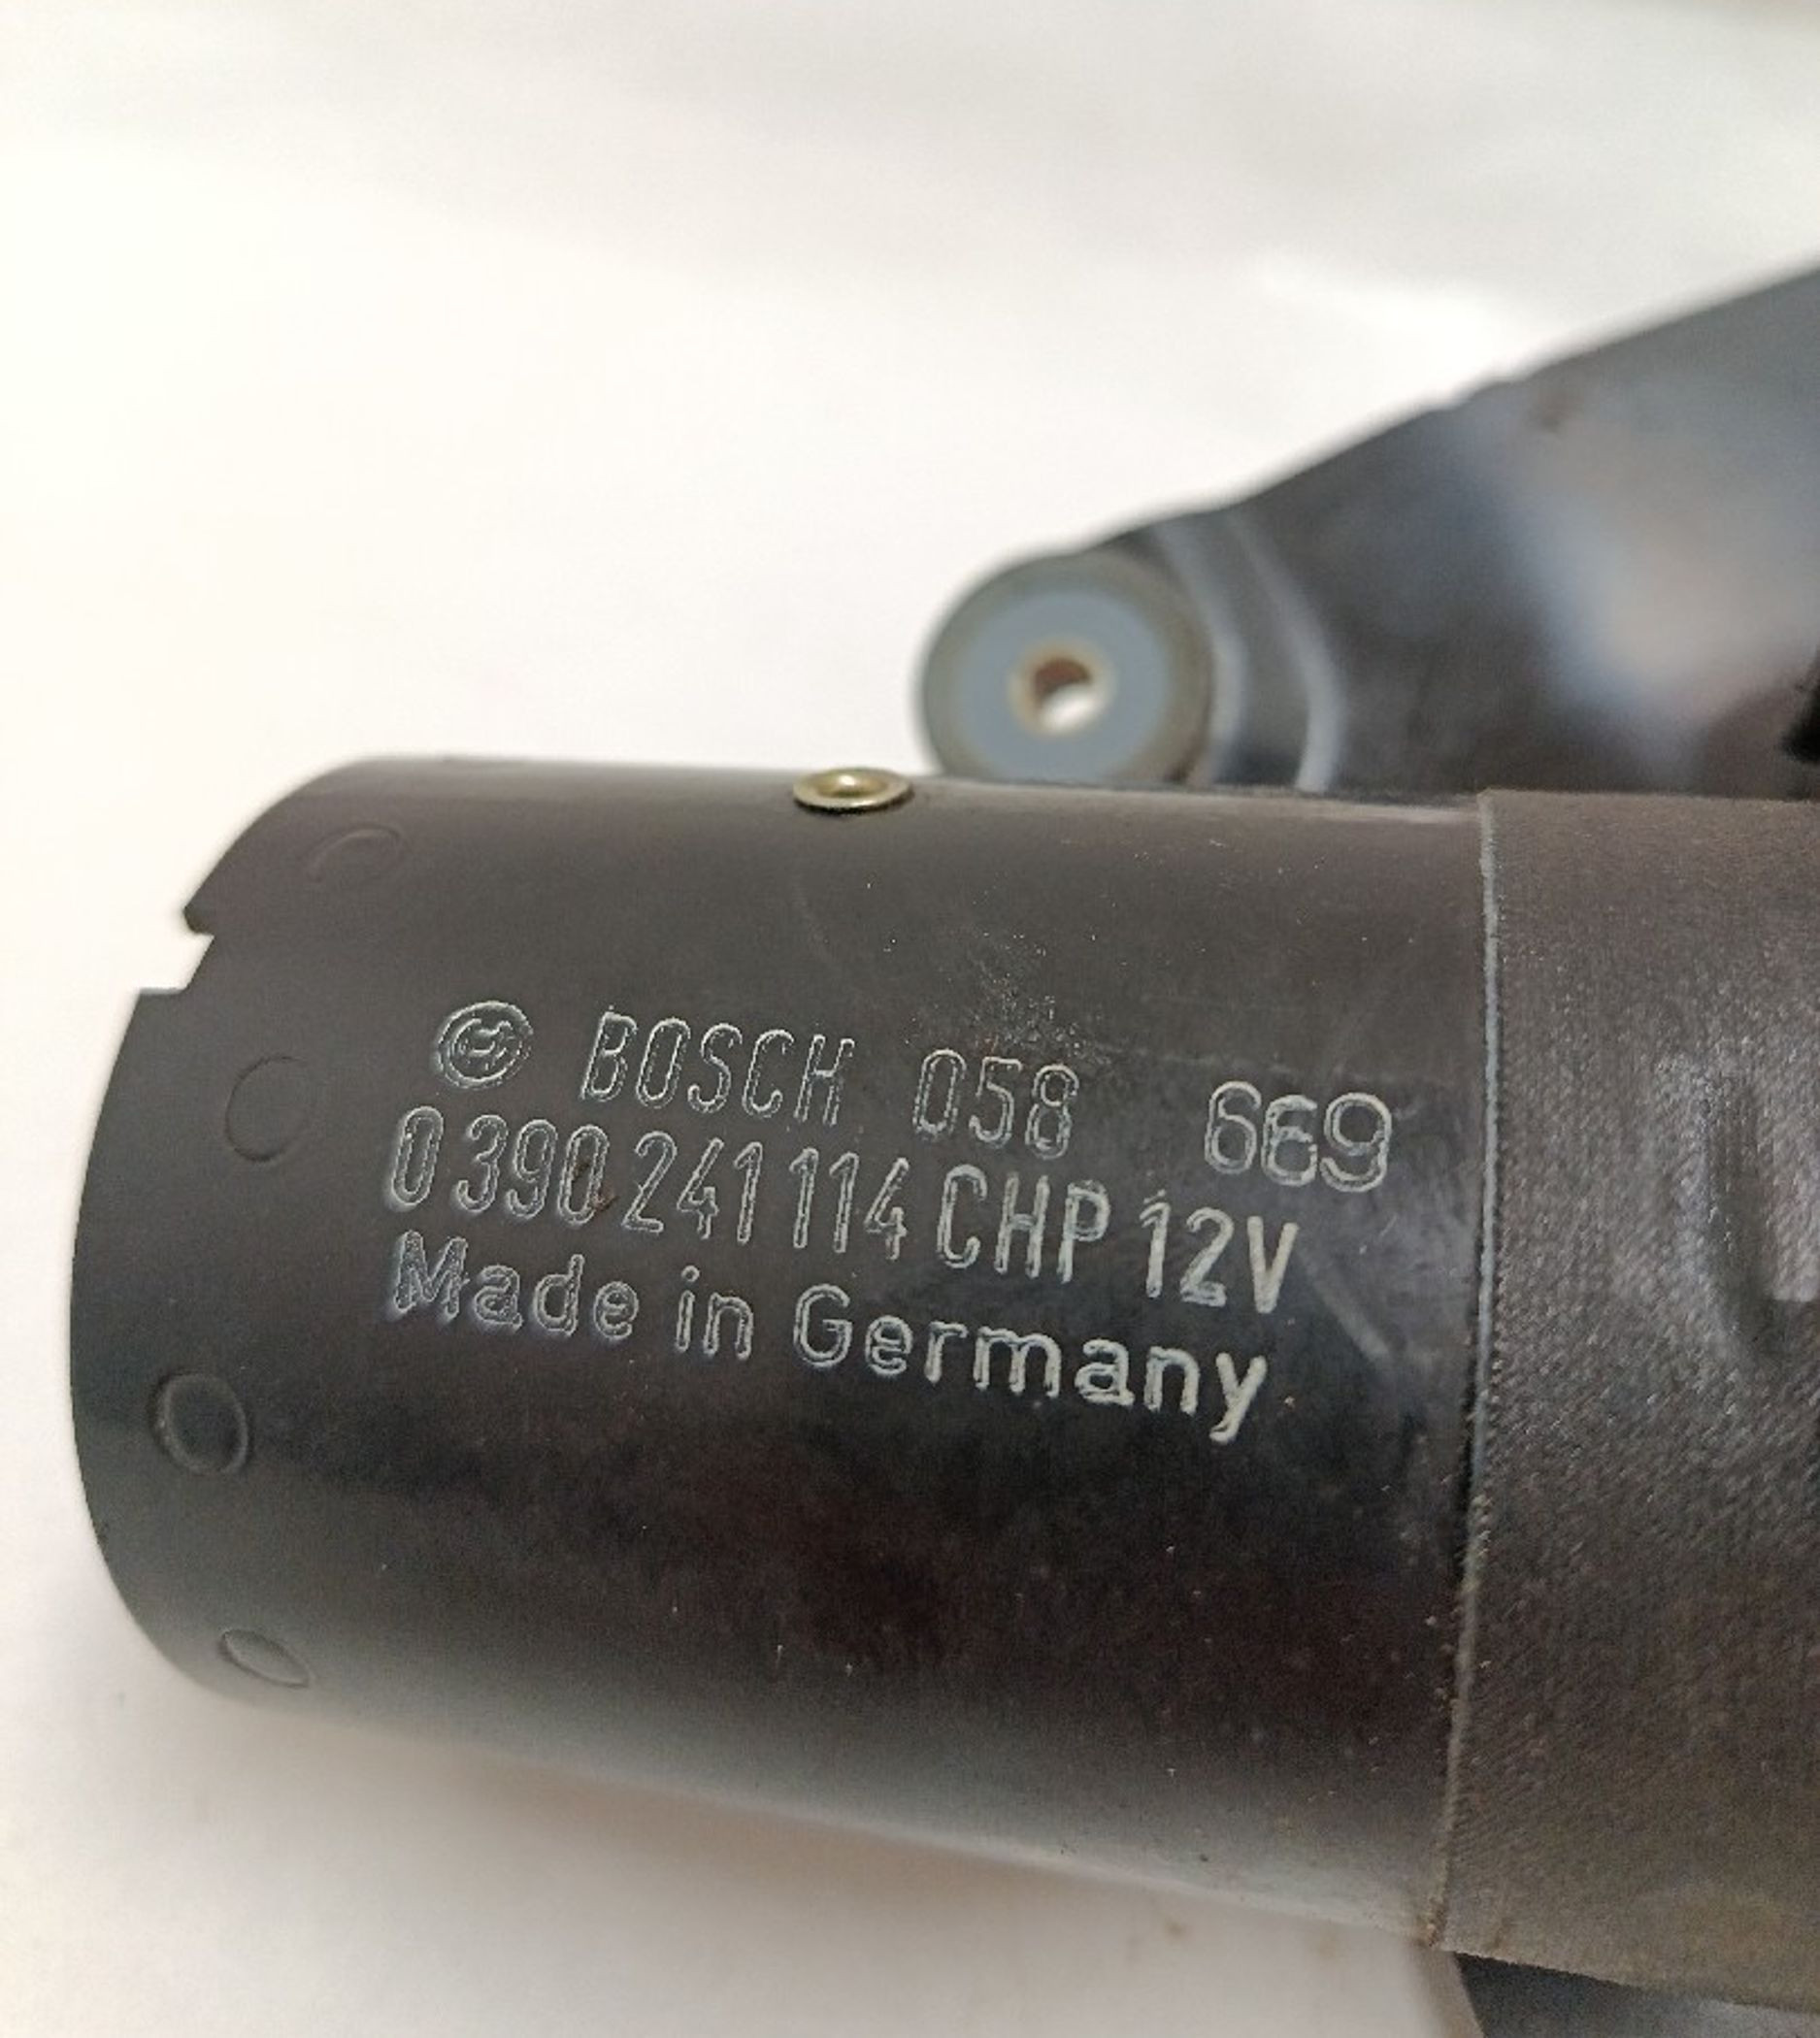 BOSCH 058 669
0 390 241 114 CHP 12V
Made in Germany